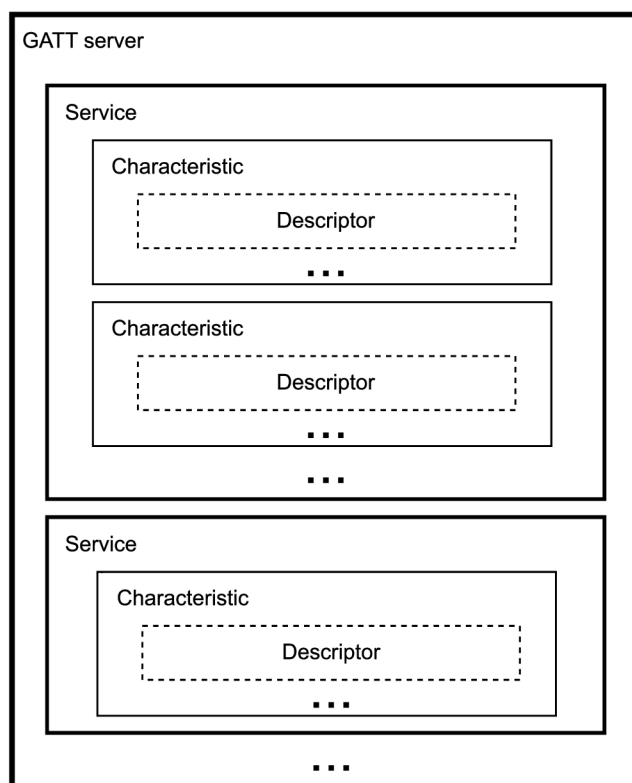 GATT server
Service
Characteristic
Descriptor
...
Characteristic
Descriptor
...
...
Service
Characteristic
Descriptor
...
...